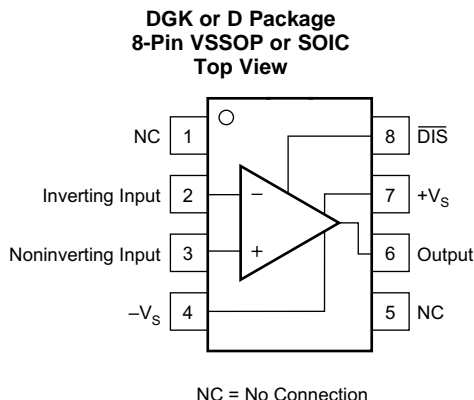 DGK or D Package
8-Pin VSSOP or SOIC
Top View
NC 1
8 D̅I̅S̅
Inverting Input 2
−
7 +VS
Noninverting Input 3
+
6 Output
−VS 4
5 NC
NC = No Connection